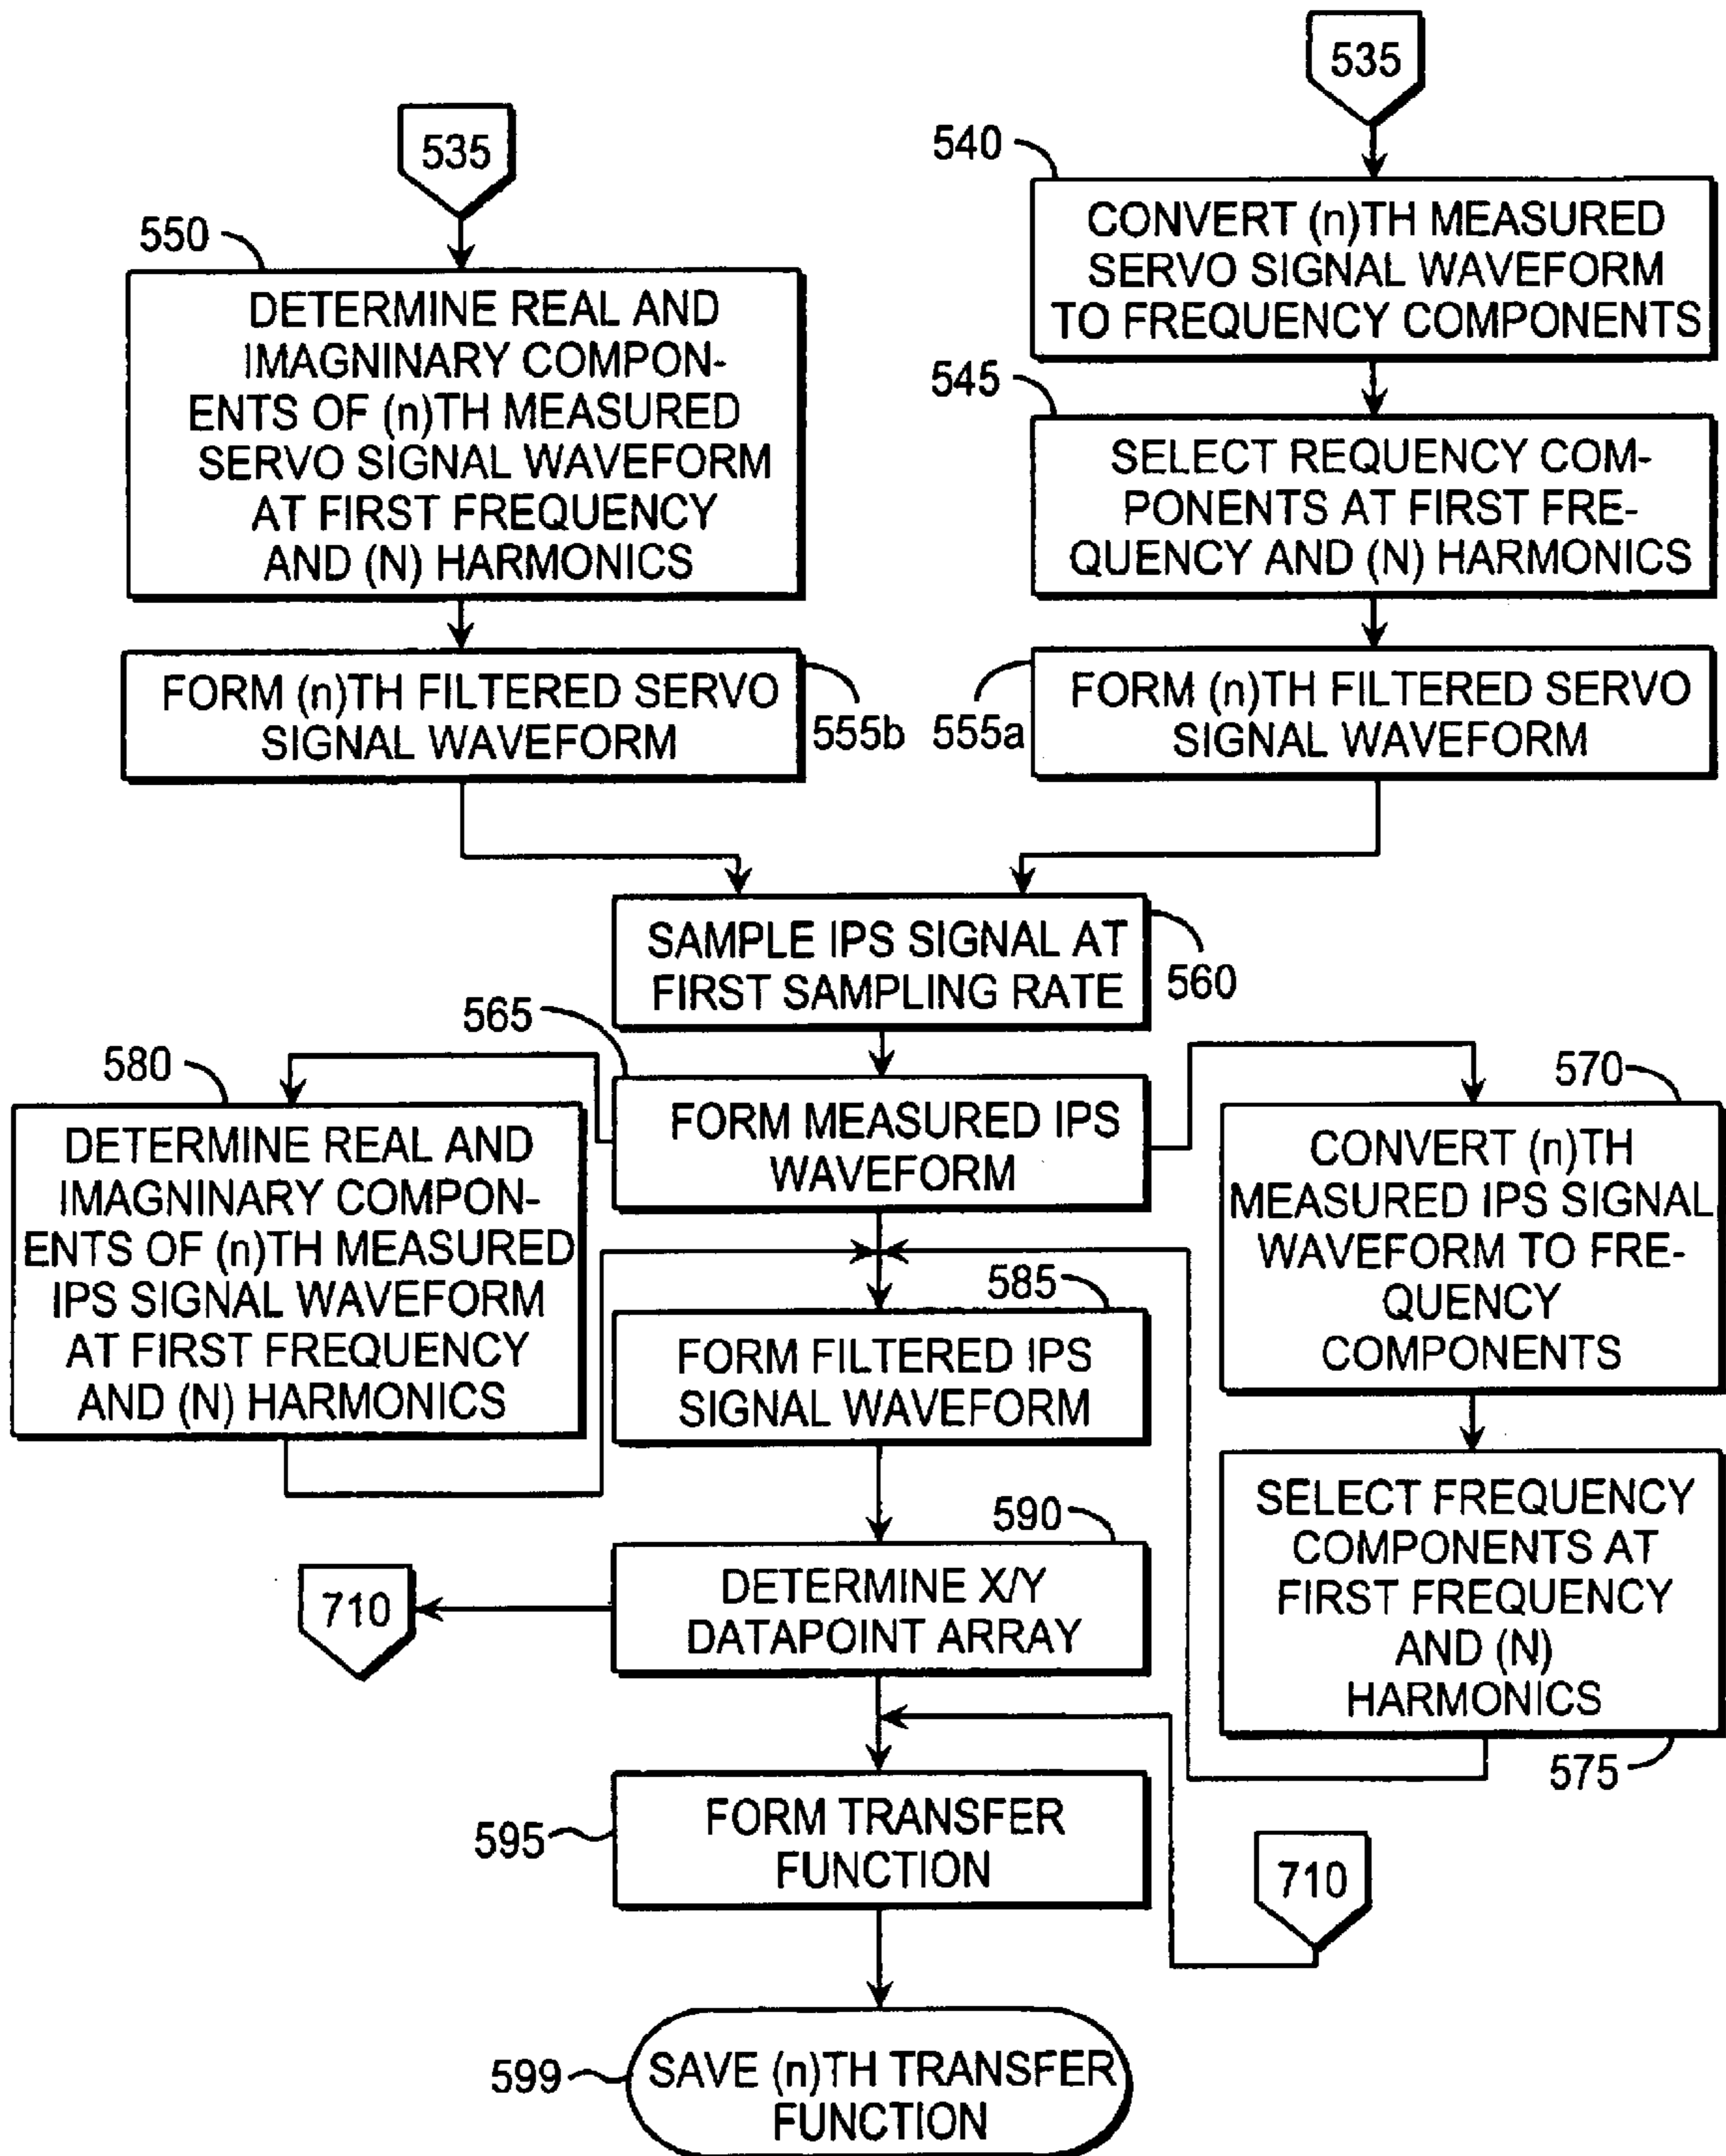 535
550
DETERMINE REAL AND
IMAGNINARY COMPON-
ENTS OF (n)TH MEASURED
SERVO SIGNAL WAVEFORM
AT FIRST FREQUENCY
AND (N) HARMONICS
FORM (n)TH FILTERED SERVO
SIGNAL WAVEFORM
555b
535
540
CONVERT (n)TH MEASURED
SERVO SIGNAL WAVEFORM
TO FREQUENCY COMPONENTS
545
SELECT REQUENCY COM-
PONENTS AT FIRST FRE-
QUENCY AND (N) HARMONICS
555a
FORM (n)TH FILTERED SERVO
SIGNAL WAVEFORM
SAMPLE IPS SIGNAL AT
FIRST SAMPLING RATE
560
565
FORM MEASURED IPS
WAVEFORM
580
DETERMINE REAL AND
IMAGNINARY COMPON-
ENTS OF (n)TH MEASURED
IPS SIGNAL WAVEFORM
AT FIRST FREQUENCY
AND (N) HARMONICS
570
CONVERT (n)TH
MEASURED IPS SIGNAL
WAVEFORM TO FRE-
QUENCY
COMPONENTS
SELECT FREQUENCY
COMPONENTS AT
FIRST FREQUENCY
AND (N)
HARMONICS
575
585
FORM FILTERED IPS
SIGNAL WAVEFORM
590
DETERMINE X/Y
DATAPOINT ARRAY
710
595
FORM TRANSFER
FUNCTION
710
599
SAVE (n)TH TRANSFER
FUNCTION